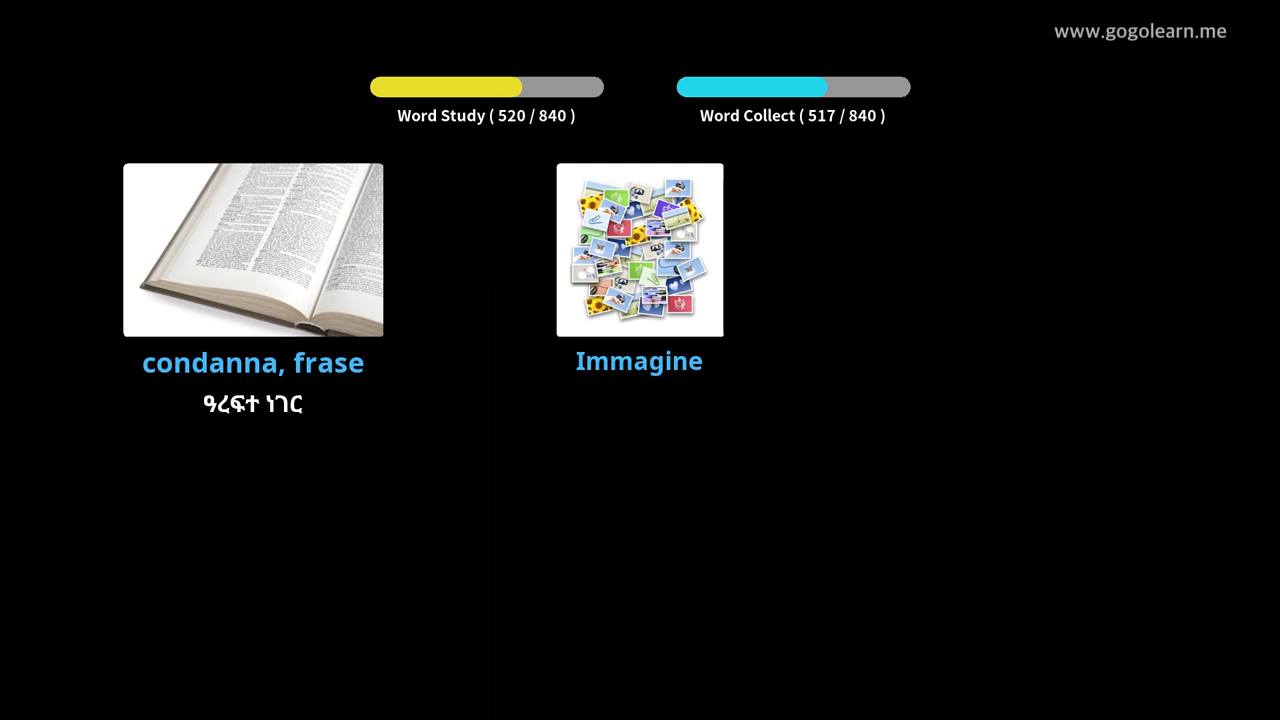 www.gogolearn.me
Word Study ( 520 / 840 )
Word Collect ( 517 / 840 )
condanna, frase
ዓረፍተ ነገር
Immagine